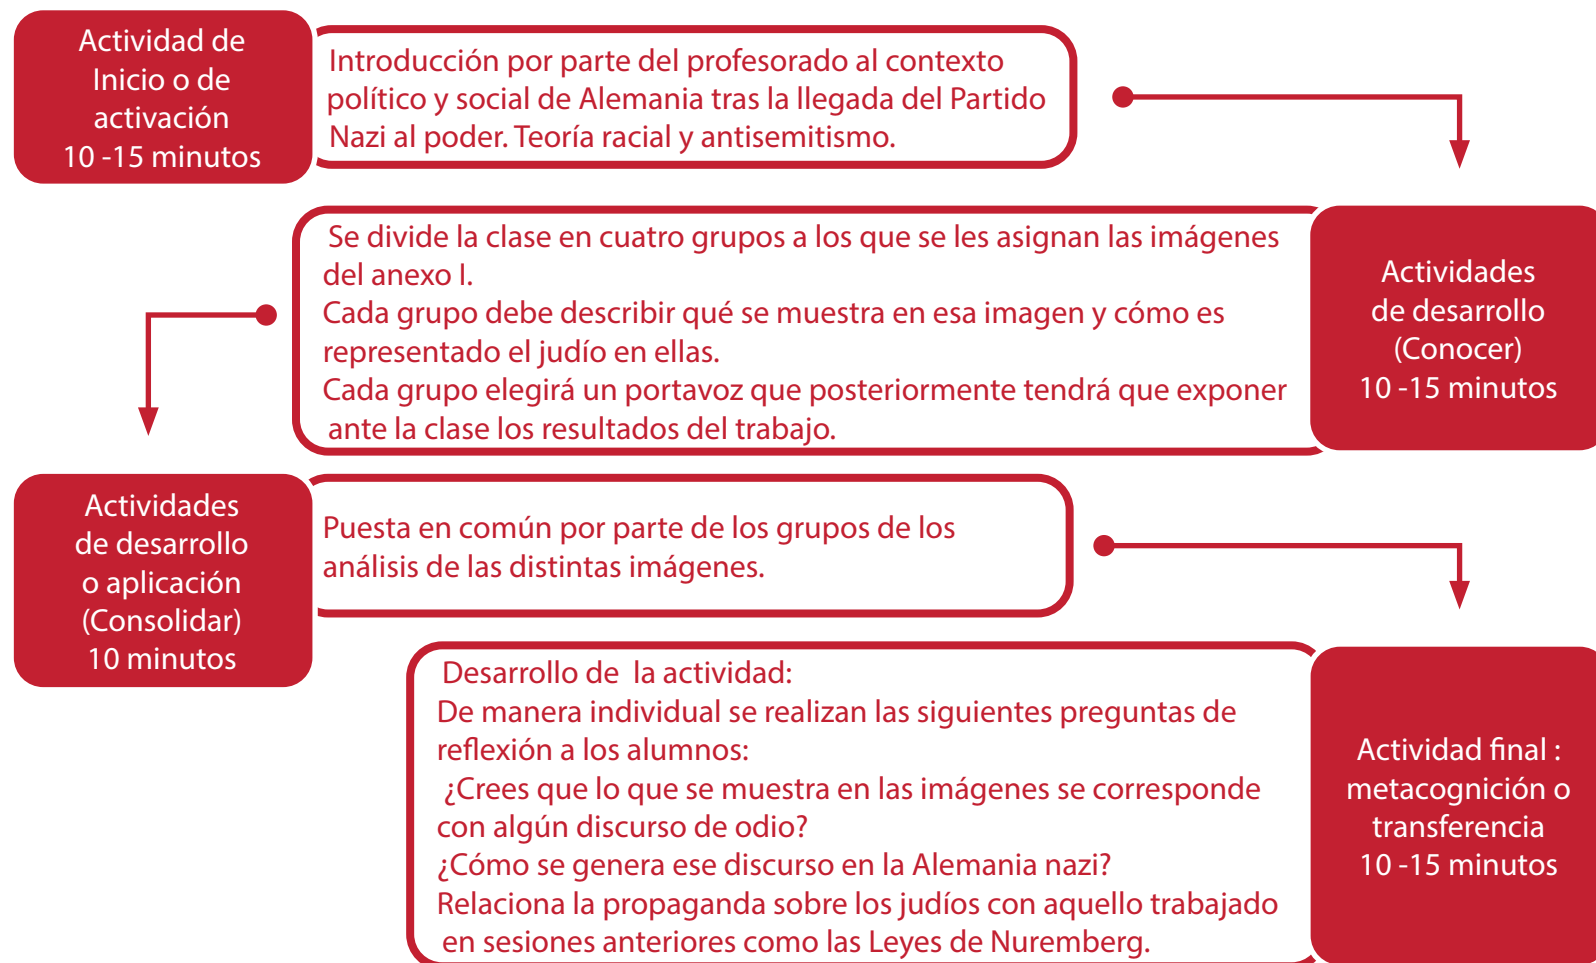 Actividad de
Inicio o de
activación
10 -15 minutos
Introducción por parte del profesorado al contexto
político y social de Alemania tras la llegada del Partido
Nazi al poder. Teoría racial y antisemitismo.
Se divide la clase en cuatro grupos a los que se les asignan las imágenes
del anexo I.
Cada grupo debe describir qué se muestra en esa imagen y cómo es
representado el judío en ellas.
Cada grupo elegirá un portavoz que posteriormente tendrá que exponer
ante la clase los resultados del trabajo.
Actividades
de desarrollo
(Conocer)
10 -15 minutos
Actividades
de desarrollo
o aplicación
(Consolidar)
10 minutos
Puesta en común por parte de los grupos de los
análisis de las distintas imágenes.
Desarrollo de la actividad:
De manera individual se realizan las siguientes preguntas de
reflexión a los alumnos:
¿Crees que lo que se muestra en las imágenes se corresponde
con algún discurso de odio?
¿Cómo se genera ese discurso en la Alemania nazi?
Relaciona la propaganda sobre los judíos con aquello trabajado
en sesiones anteriores como las Leyes de Nuremberg.
Actividad final :
metacognición o
transferencia
10 -15 minutos